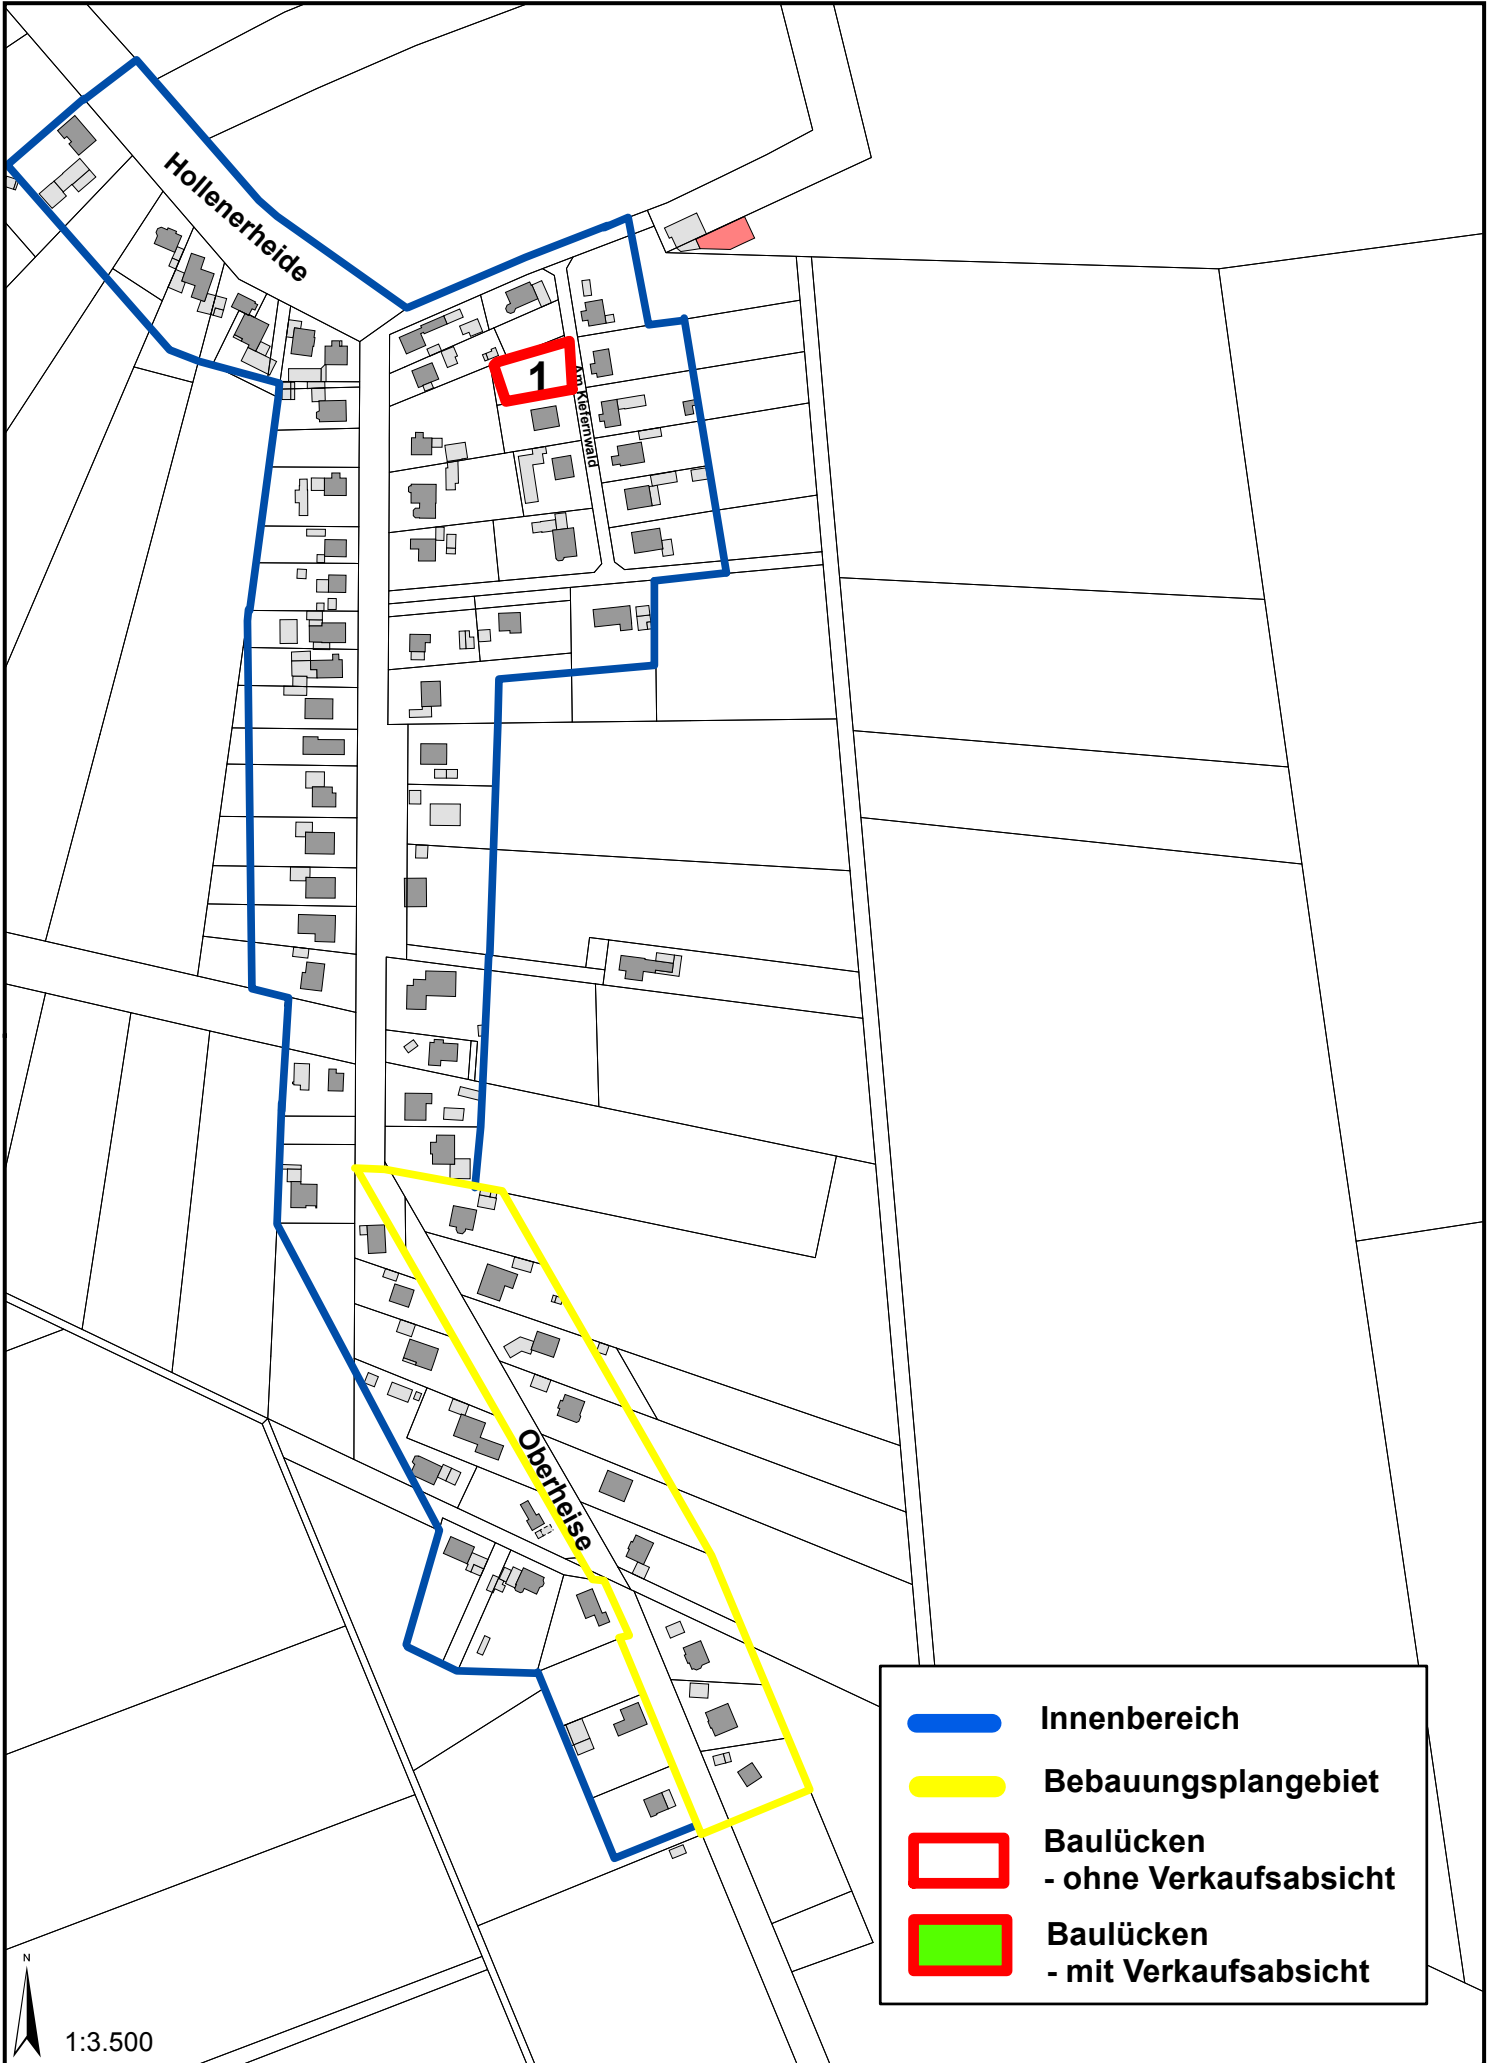 Hollenerheide
1
Am Kiefernwald
Oberheise
Innenbereich
Bebauungsplangebiet
Baulücken
- ohne Verkaufsabsicht
Baulücken
- mit Verkaufsabsicht
N
1:3.500